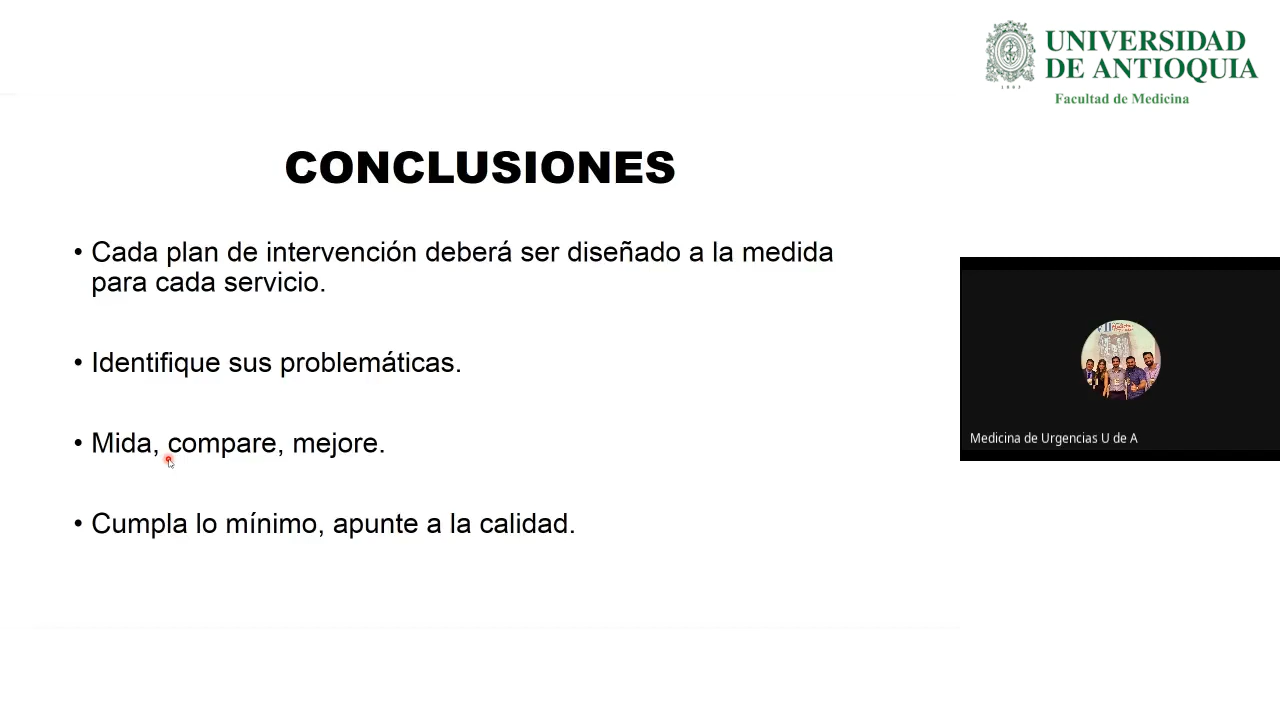 UNIVERSIDAD
DE ANTIOQUIA
1803
Facultad de Medicina
CONCLUSIONES
• Cada plan de intervención deberá ser diseñado a la medida
para cada servicio.
• Identifique sus problemáticas.
• Mida, compare, mejore.
• Cumpla lo mínimo, apunte a la calidad.
Medicina de Urgencias U de A